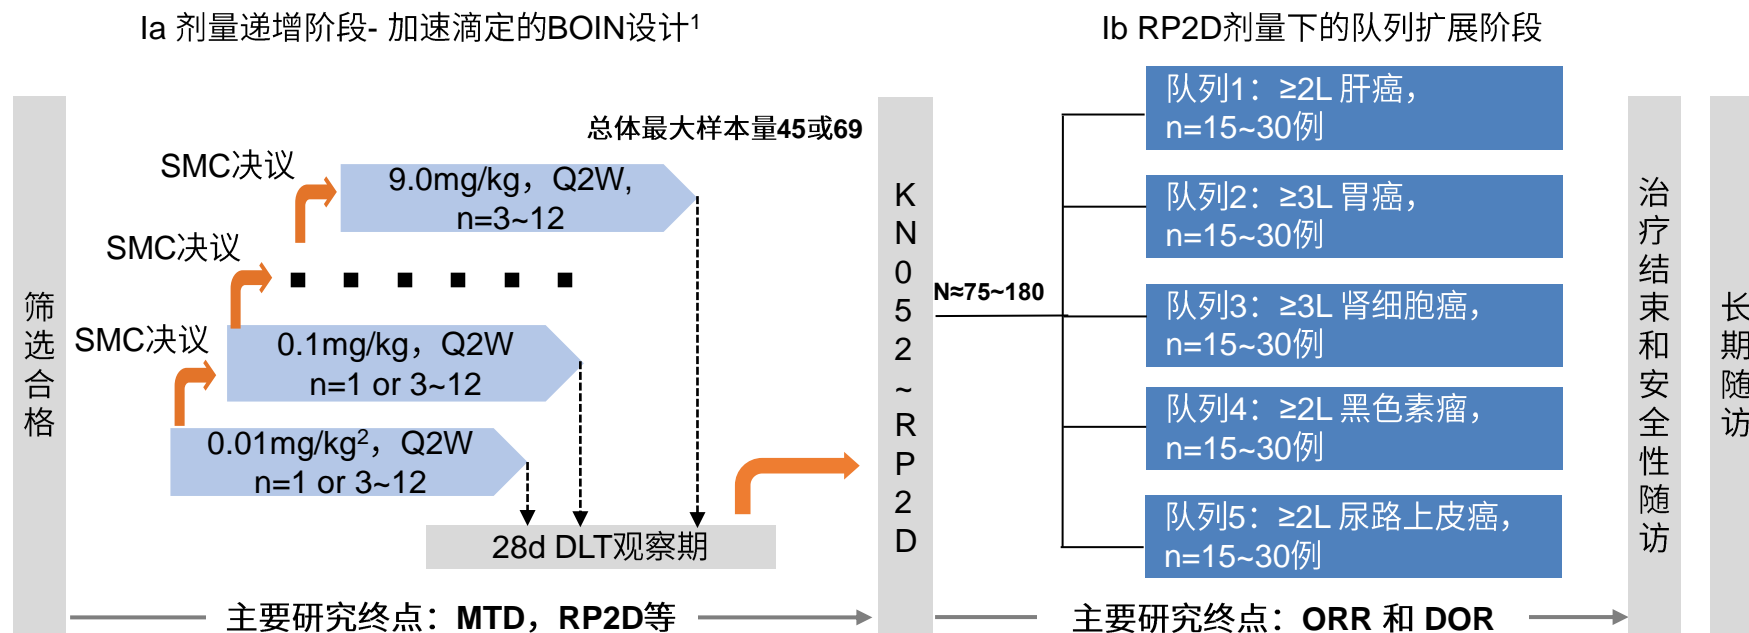 Ia 剂量递增阶段- 加速滴定的BOIN设计¹
Ib RP2D剂量下的队列扩展阶段
筛选合格
总体最大样本量45或69
SMC决议
9.0mg/kg，Q2W,
n=3~12
SMC决议
SMC决议
0.1mg/kg，Q2W
n=1 or 3~12
0.01mg/kg²，Q2W
n=1 or 3~12
28d DLT观察期
KN052~RP2D
N≈75~180
队列1：≥2L 肝癌，
n=15~30例
队列2：≥3L 胃癌，
n=15~30例
队列3：≥3L 肾细胞癌，
n=15~30例
队列4：≥2L 黑色素瘤，
n=15~30例
队列5：≥2L 尿路上皮癌，
n=15~30例
治疗结束和安全性随访
长期随访
主要研究终点：MTD，RP2D等
主要研究终点：ORR 和 DOR